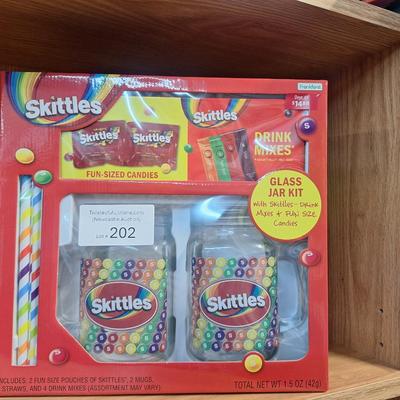 Frankford
$14.88
Skittles
Skittles
Skittles
Skittles
DRINK
MIXES*
FUN-SIZED CANDIES
GLASS
JAR KIT
With Skittles Drink
Mixes & Fun Size
Candies
LOT # 202
Skittles
Skittles
INCLUDES: 2 FUN SIZE POUCHES OF SKITTLES®, 2 MUGS,
STRAWS, AND 4 DRINK MIXES (ASSORTMENT MAY VARY)
TOTAL NET WT 1.5 OZ (42g)